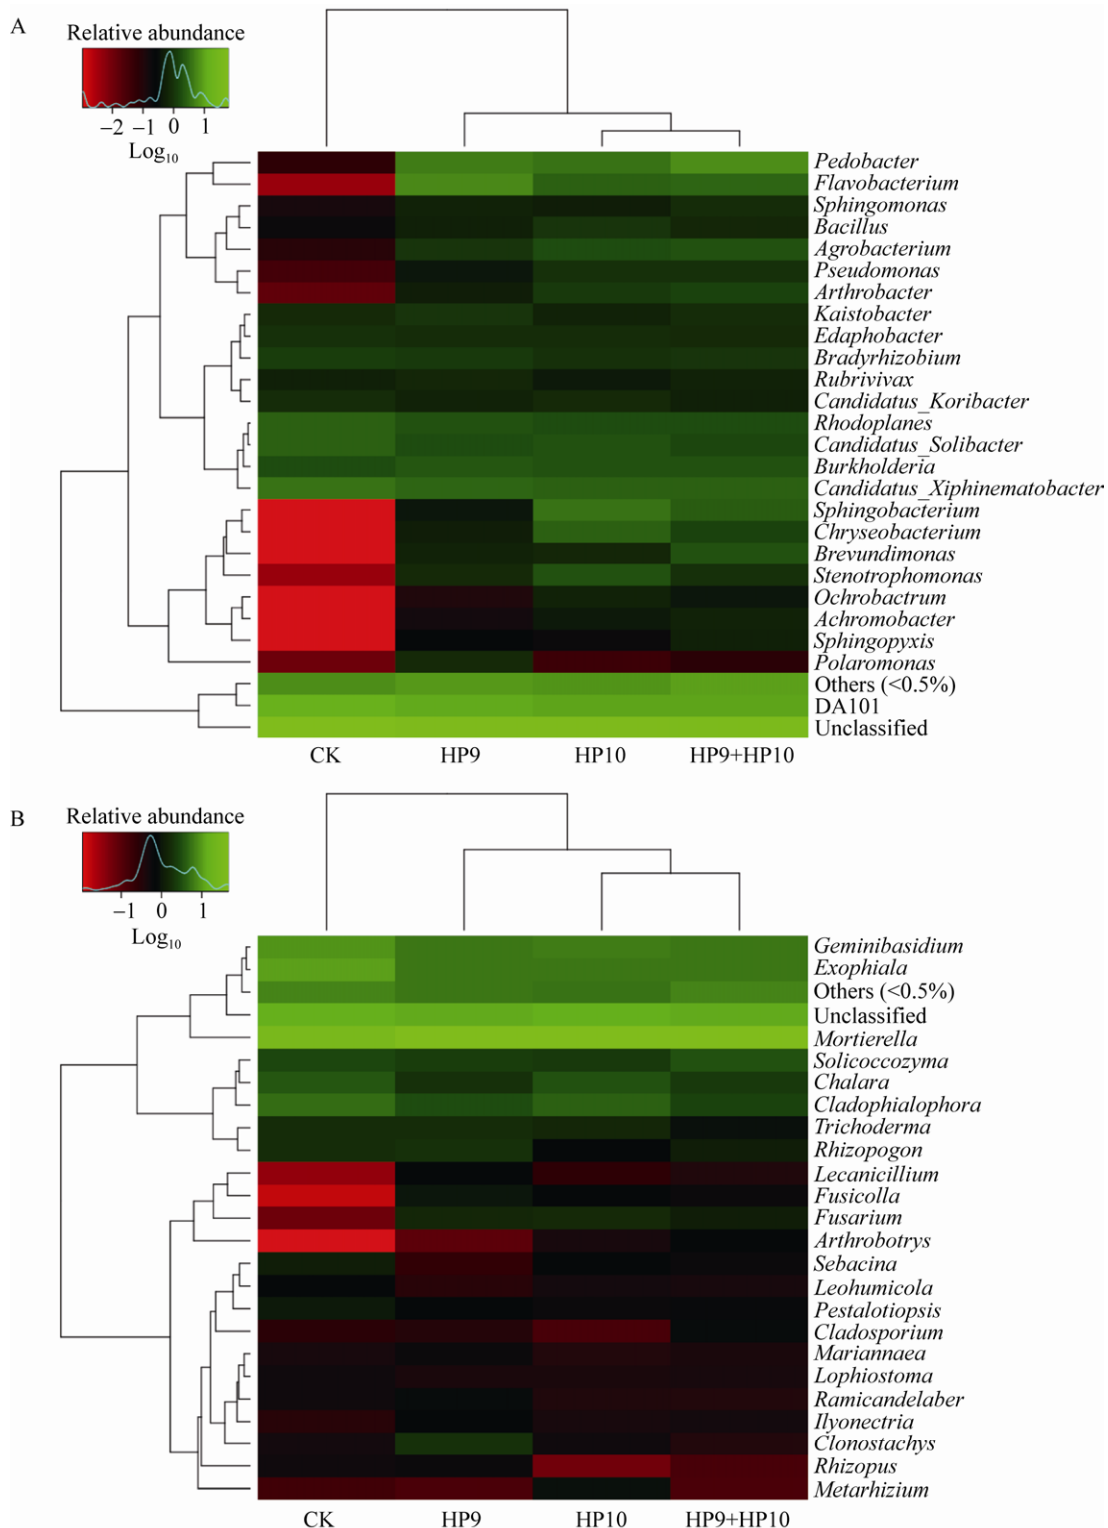 A
Relative abundance
−2 −1 0 1
Log10
Pedobacter
Flavobacterium
Sphingomonas
Bacillus
Agrobacterium
Pseudomonas
Arthrobacter
Kaistobacter
Edaphobacter
Bradyrhizobium
Rubrivivax
Candidatus_Koribacter
Rhodoplanes
Candidatus_Solibacter
Burkholderia
Candidatus_Xiphinematobacter
Sphingobacterium
Chryseobacterium
Brevundimonas
Stenotrophomonas
Ochrobactrum
Achromobacter
Sphingopyxis
Polaromonas
Others (<0.5%)
DA101
Unclassified
CK HP9 HP10 HP9+HP10
B
Relative abundance
−1 0 1
Log10
Geminibasidium
Exophiala
Others (<0.5%)
Unclassified
Mortierella
Solicoccozyma
Chalara
Cladophialophora
Trichoderma
Rhizopogon
Lecanicillium
Fusicolla
Fusarium
Arthrobotrys
Sebacina
Leohumicola
Pestalotiopsis
Cladosporium
Mariannaea
Lophiostoma
Ramicandelaber
Ilyonectria
Clonostachys
Rhizopus
Metarhizium
CK HP9 HP10 HP9+HP10